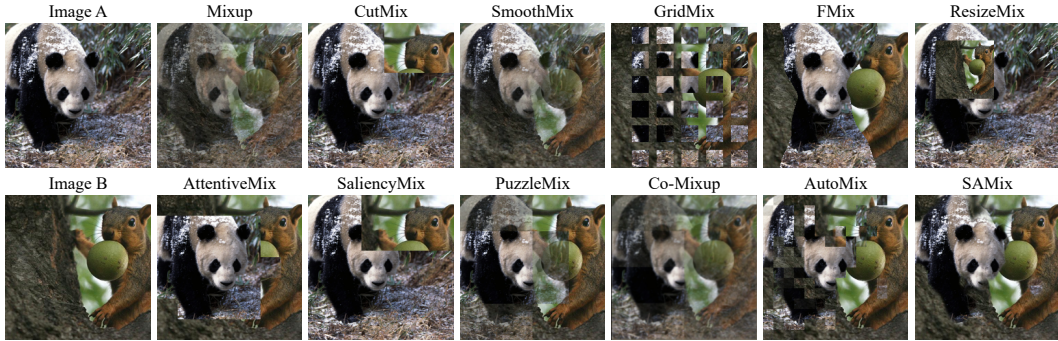 Image A Mixup CutMix SmoothMix GridMix FMix ResizeMix
Image B AttentiveMix SaliencyMix PuzzleMix Co-Mixup AutoMix SAMix